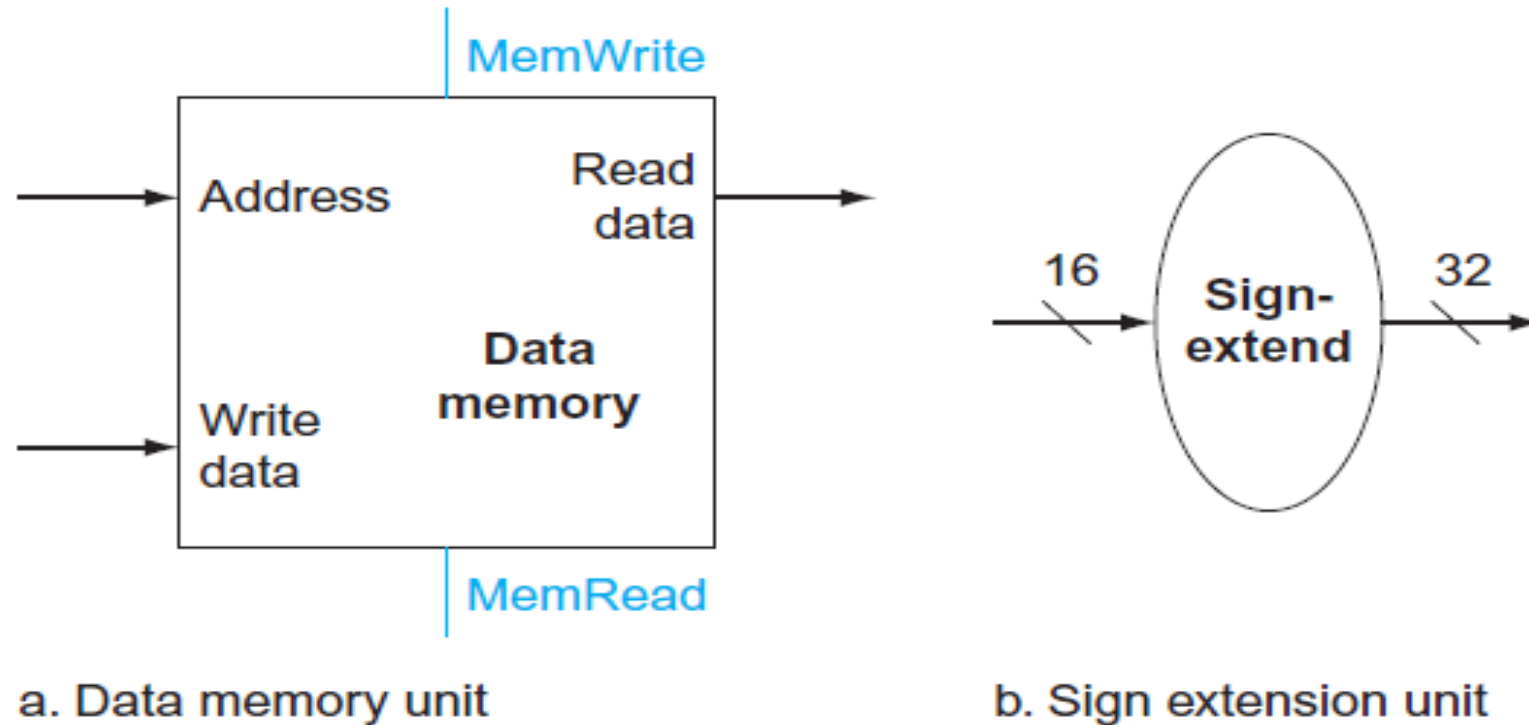 MemWrite
Address
Read
data
Data
memory
Write
data
MemRead
a. Data memory unit
16
Sign-
extend
32
b. Sign extension unit